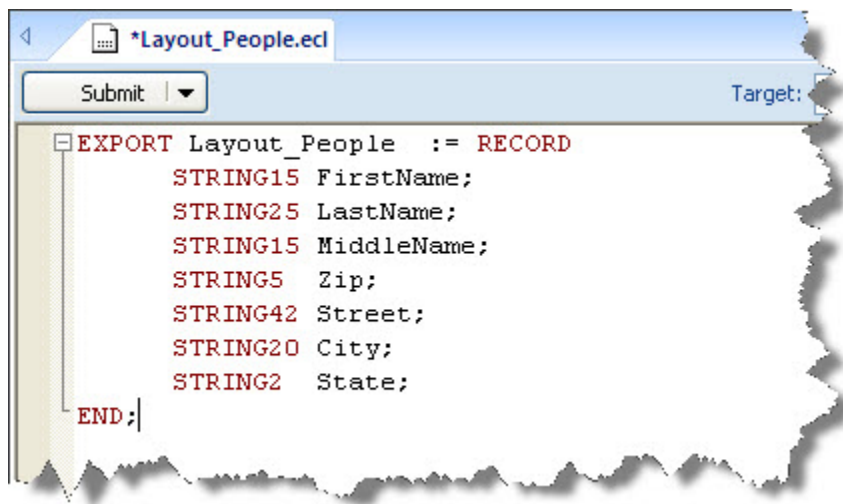 *Layout_People.ecl
Submit Target:
EXPORT Layout_People := RECORD
STRING15 FirstName;
STRING25 LastName;
STRING15 MiddleName;
STRING5 Zip;
STRING42 Street;
STRING20 City;
STRING2 State;
END;